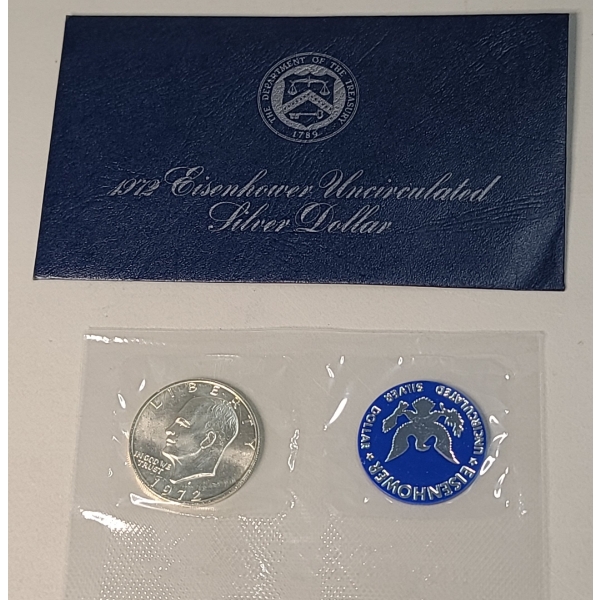 THE DEPARTMENT OF THE TREASURY
1789
1972 Eisenhower Uncirculated
Silver Dollar
LIBERTY
IN GOD WE
TRUST
1972
EISENHOWER
UNCIRCULATED SILVER DOLLAR